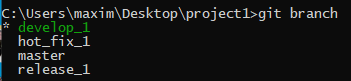 C:\Users\maxim\Desktop\project1>git branch
* develop_1
hot_fix_1
master
release_1